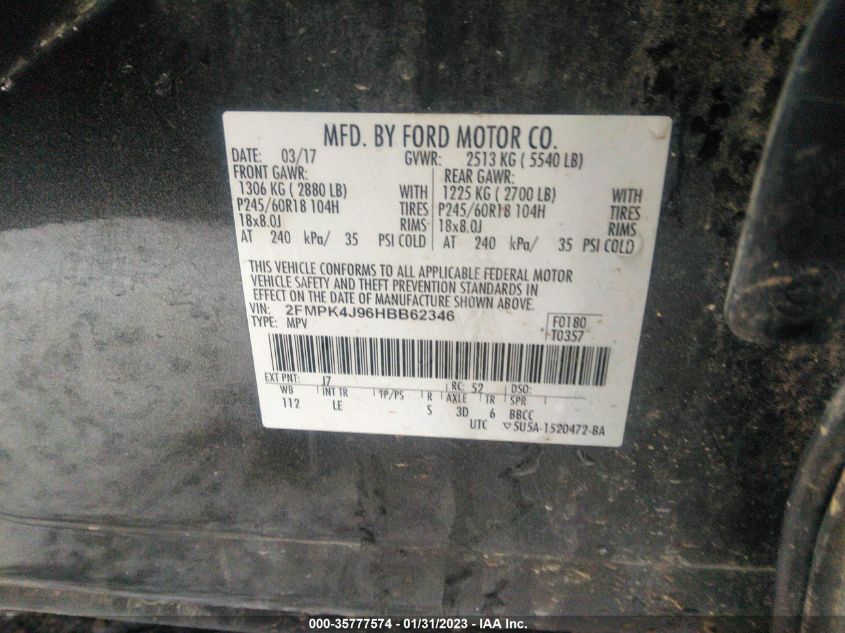 MFD. BY FORD MOTOR CO.
DATE: 03/17 GVWR: 2513 KG ( 5540 LB)
FRONT GAWR: REAR GAWR:
1306 KG ( 2880 LB) WITH 1225 KG ( 2700 LB) WITH
P245/60R18 104H TIRES P245/60R18 104H TIRES
18x8.0J RIMS 18x8.0J RIMS
AT 240 kPa/ 35 PSI COLD AT 240 kPa/ 35 PSI COLD
THIS VEHICLE CONFORMS TO ALL APPLICABLE FEDERAL MOTOR
VEHICLE SAFETY AND THEFT PREVENTION STANDARDS IN
EFFECT ON THE DATE OF MANUFACTURE SHOWN ABOVE.
VIN: 2FMPK4J96HBB62346 F0180
TYPE: MPV T0357
EXT PNT: J7 RC: 52 DSO:
WB INT TR TP/PS R AXLE TR SPR
112 LE S 3D 6 BBCC
UTC ▽5U5A-1520472-BA
000-35777574 - 01/31/2023 - IAA Inc.